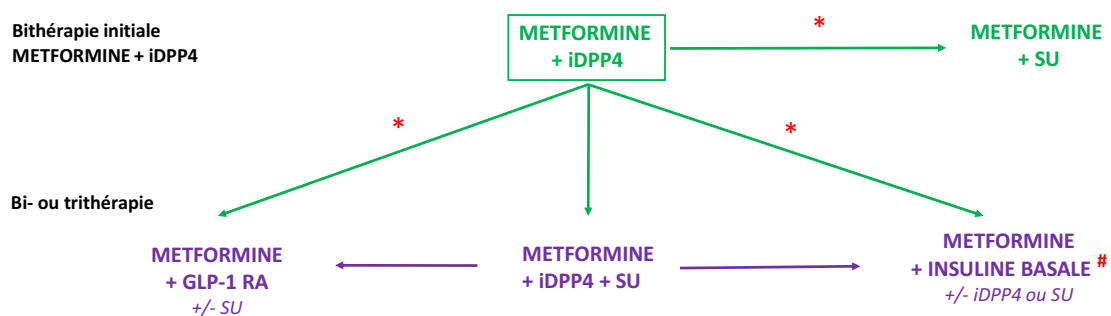 Bithérapie initiale
METFORMINE + iDPP4
METFORMINE
+ iDPP4
*
METFORMINE
+ SU
*
*
Bi- ou trithérapie
METFORMINE
+ GLP-1 RA
+/- SU
METFORMINE
+ iDPP4 + SU
METFORMINE
+ INSULINE BASALE #
+/- iDPP4 ou SU